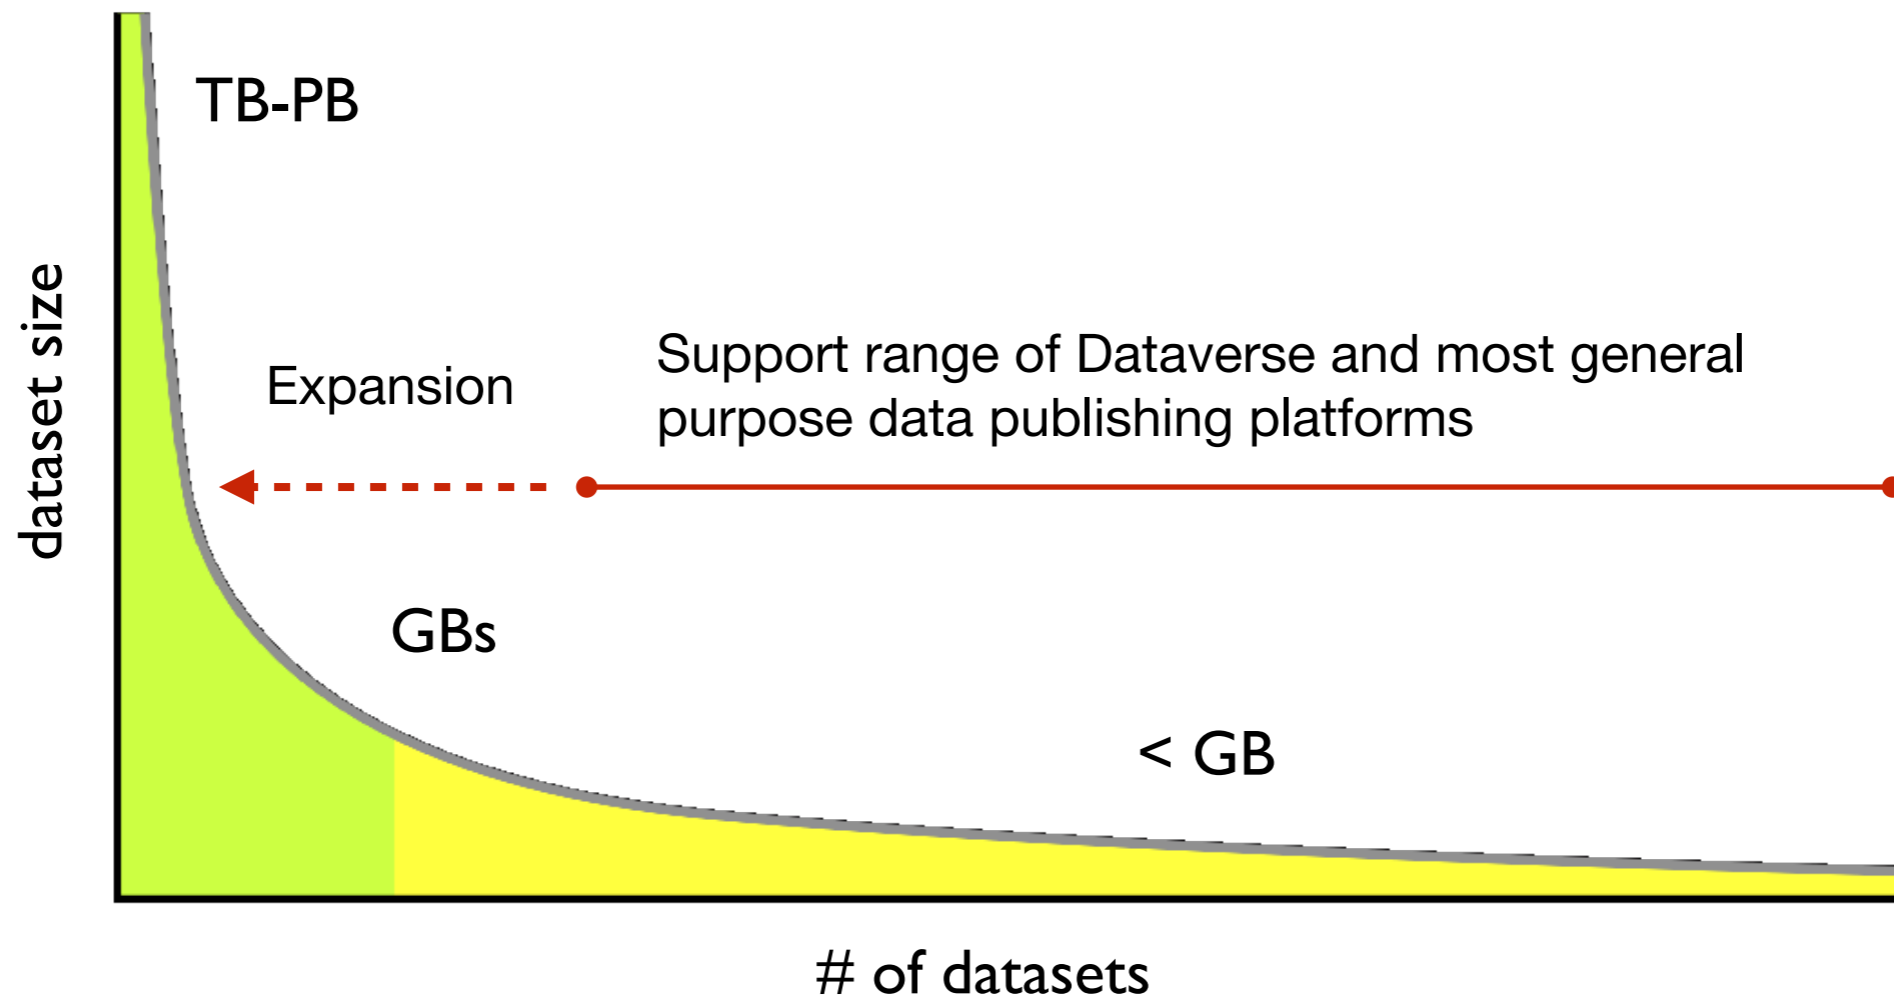 TB-PB
dataset size
Expansion
Support range of Dataverse and most general
purpose data publishing platforms
GBs
< GB
# of datasets